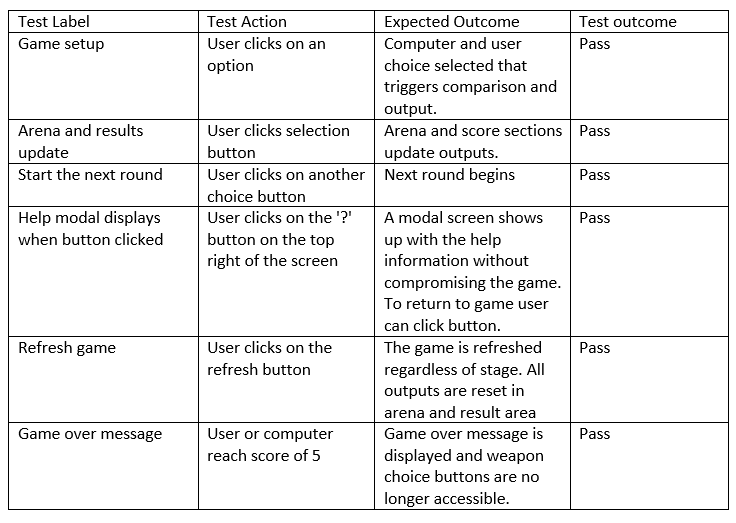 Test Label Test Action Expected Outcome Test outcome
Game setup User clicks on an option Computer and user choice selected that triggers comparison and output. Pass
Arena and results update User clicks selection button Arena and score sections update outputs. Pass
Start the next round User clicks on another choice button Next round begins Pass
Help modal displays when button clicked User clicks on the '?' button on the top right of the screen A modal screen shows up with the help information without compromising the game. To return to game user can click button. Pass
Refresh game User clicks on the refresh button The game is refreshed regardless of stage. All outputs are reset in arena and result area Pass
Game over message User or computer reach score of 5 Game over message is displayed and weapon choice buttons are no longer accessible. Pass